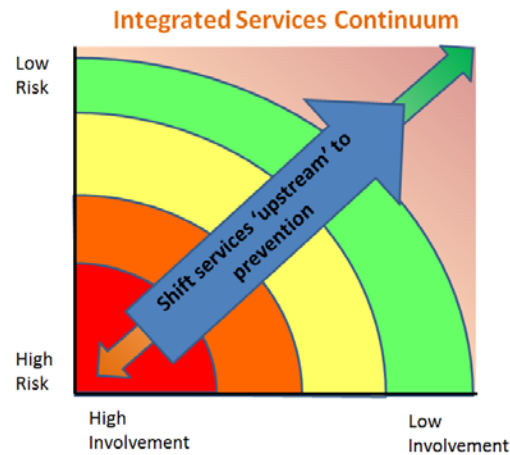 Integrated Services Continuum
Low
Risk
Shift services 'upstream' to
prevention
High
Risk
High
Involvement
Low
Involvement